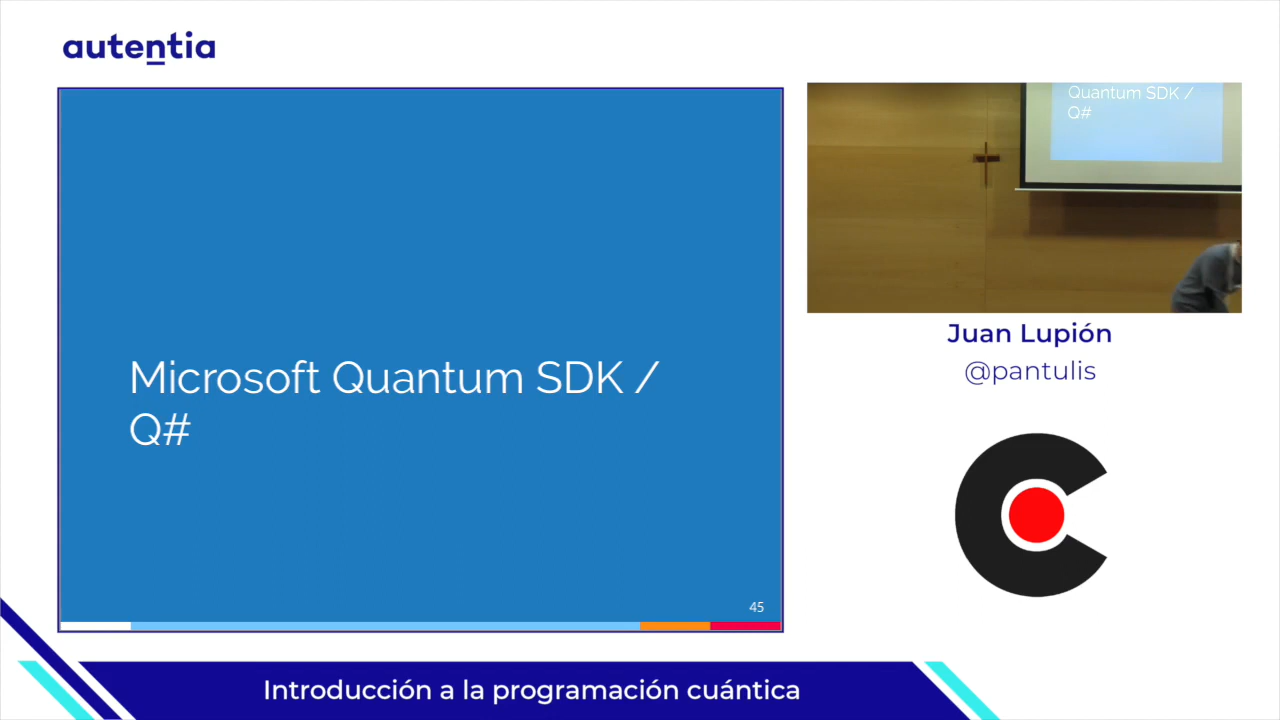 autentia
Microsoft Quantum SDK /
Q#
45
Quantum SDK /
Q#
Juan Lupión
@pantulis
Introducción a la programación cuántica